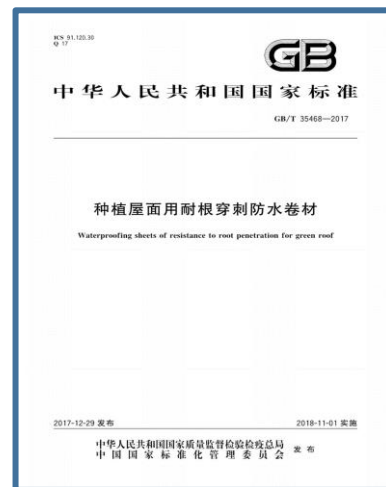 ICS 91.120.30
Q 17
GB
中华人民共和国国家标准
GB/T 35468—2017
种植屋面用耐根穿刺防水卷材
Waterproofing sheets of resistance to root penetration for green roof
2017-12-29 发布
2018-11-01 实施
中华人民共和国国家质量监督检验检疫总局
中国国家标准化管理委员会
发布